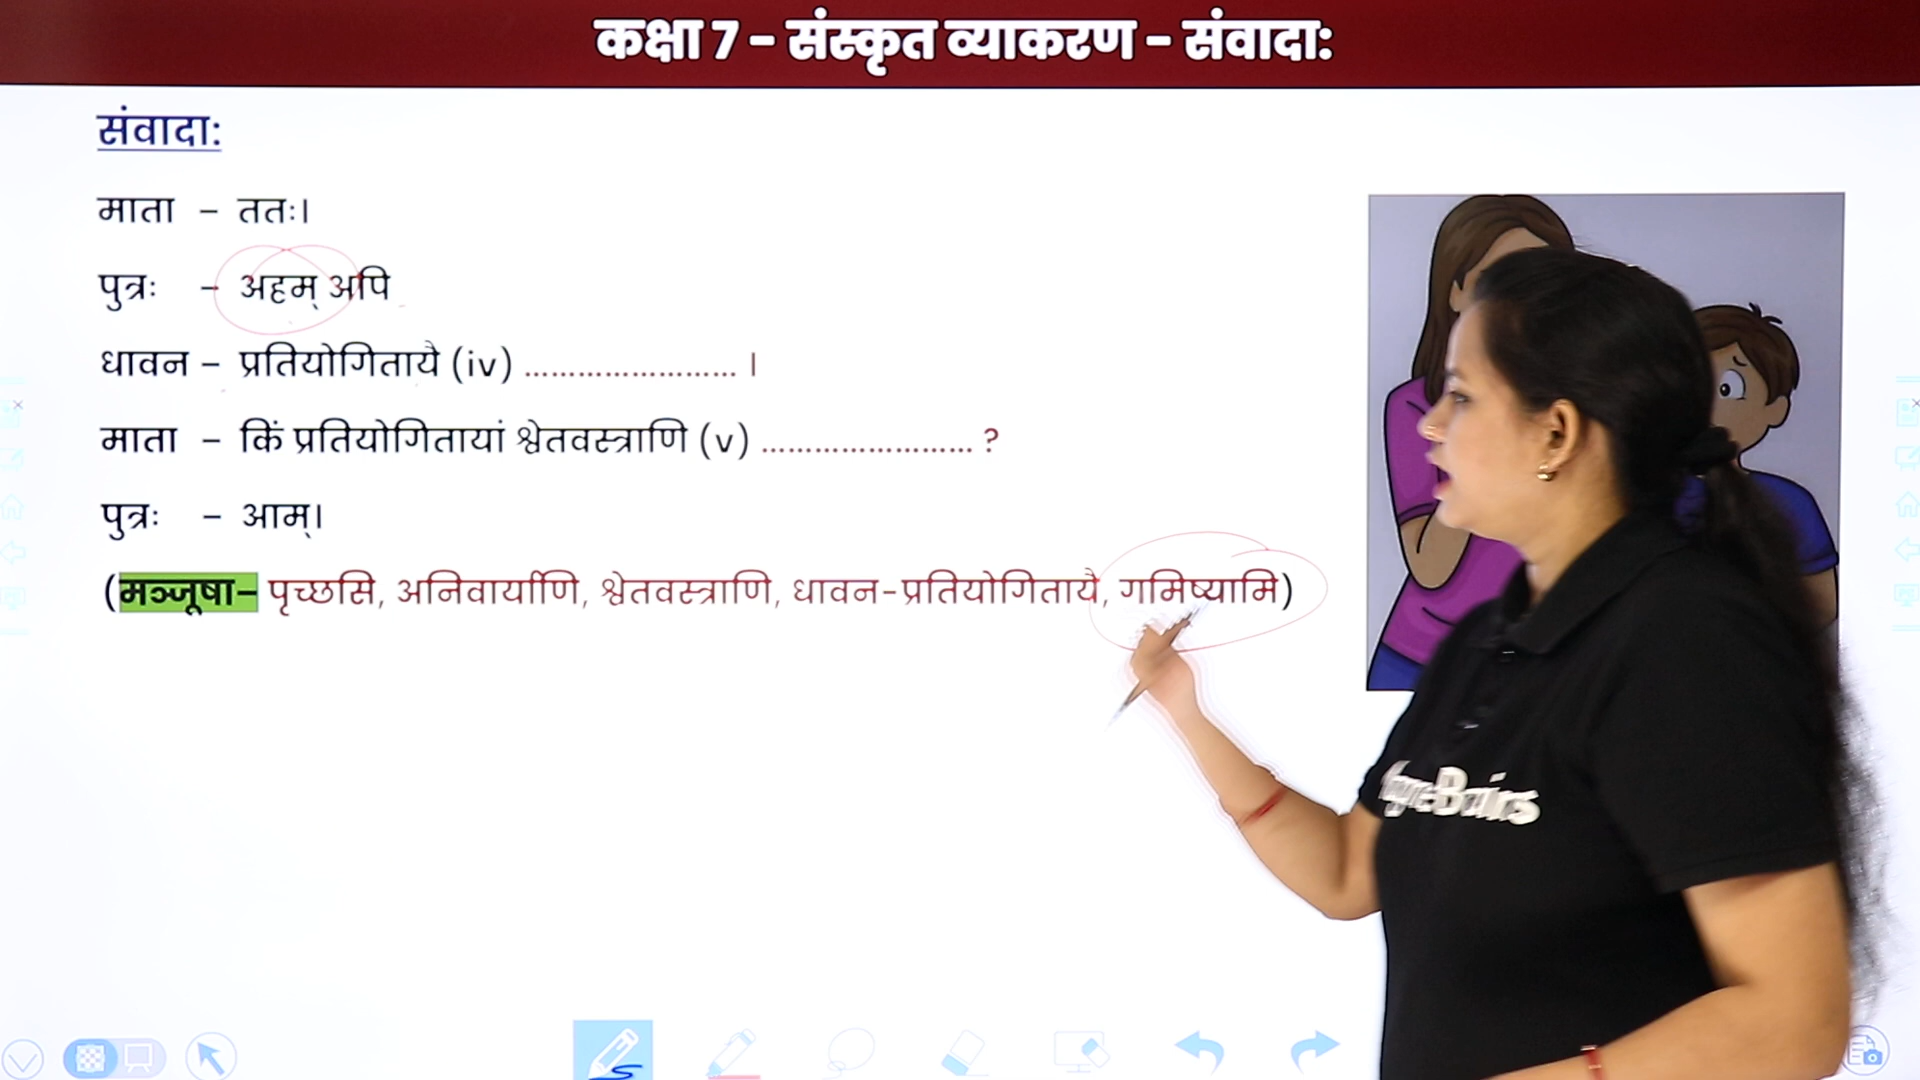 कक्षा 7 – संस्कृत व्याकरण – संवादा:
संवादा:
माता – ततः।
पुत्रः – अहम् अपि
धावन – प्रतियोगितायै (iv) ........................ ।
माता – किं प्रतियोगितायां श्वेतवस्त्राणि (v) ........................ ?
पुत्रः – आम्।
(मञ्जूषा– पृच्छसि, अनिवार्याणि, श्वेतवस्त्राणि, धावन-प्रतियोगितायै, गमिष्यामि)